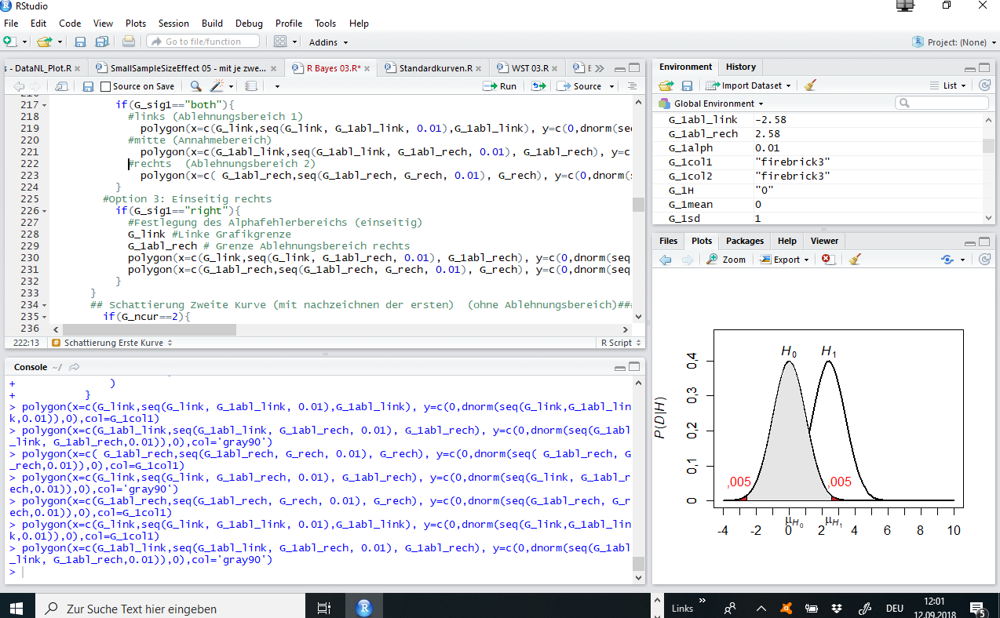 RStudio
File Edit Code View Plots Session Build Debug Profile Tools Help
Go to file/function Addins Project: (None)
s - DataNL_Plot.R SmallSampleSizeEffect 05 - mit je zwe... R Bayes 03.R* Standardkurven.R WST 03.R
Source on Save Run Source
217 if(G_sig1=="both"){
218 #links (Ablehnungsbereich 1)
219 polygon(x=c(G_link,seq(G_link, G_1abl_link, 0.01),G_1abl_link), y=c(0,dnorm(se
220 #mitte (Annahmebereich)
221 polygon(x=c(G_1abl_link,seq(G_1abl_link, G_1abl_rech, 0.01), G_1abl_rech), y=c
222 #rechts (Ablehnungsbereich 2)
223 polygon(x=c( G_1abl_rech,seq(G_1abl_rech, G_rech, 0.01), G_rech), y=c(0,dnorm(s
224 }
225 #Option 3: Einseitig rechts
226 if(G_sig1=="right"){
227 #Festlegung des Alphafehlerbereichs (einseitig)
228 G_link #Linke Grafikgrenze
229 G_1abl_rech # Grenze Ablehnungsbereich rechts
230 polygon(x=c(G_link,seq(G_link, G_1abl_rech, 0.01), G_1abl_rech), y=c(0,dnorm(seq
231 polygon(x=c(G_1abl_rech,seq(G_1abl_rech, G_rech, 0.01), G_rech), y=c(0,dnorm(seq
232 }
233 }
234 ## Schattierung Zweite Kurve (mit nachzeichnen der ersten) (ohne Ablehnungsbereich)##
235 if(G_ncur==2){
236
222:13 Schattierung Erste Kurve R Script
Console ~/
+ )
+ }
> polygon(x=c(G_link,seq(G_link, G_1abl_link, 0.01),G_1abl_link), y=c(0,dnorm(seq(G_link,G_1abl_lin
k,0.01)),0),col=G_1col1)
> polygon(x=c(G_1abl_link,seq(G_1abl_link, G_1abl_rech, 0.01), G_1abl_rech), y=c(0,dnorm(seq(G_1abl
_link, G_1abl_rech,0.01)),0),col='gray90')
> polygon(x=c( G_1abl_rech,seq(G_1abl_rech, G_rech, 0.01), G_rech), y=c(0,dnorm(seq( G_1abl_rech, G
_rech,0.01)),0),col=G_1col1)
> polygon(x=c(G_link,seq(G_link, G_1abl_rech, 0.01), G_1abl_rech), y=c(0,dnorm(seq(G_link, G_1abl_r
ech,0.01)),0),col='gray90')
> polygon(x=c(G_1abl_rech,seq(G_1abl_rech, G_rech, 0.01), G_rech), y=c(0,dnorm(seq(G_1abl_rech, G_r
ech,0.01)),0),col=G_1col1)
> polygon(x=c(G_link,seq(G_link, G_1abl_link, 0.01),G_1abl_link), y=c(0,dnorm(seq(G_link,G_1abl_lin
k,0.01)),0),col=G_1col1)
> polygon(x=c(G_1abl_link,seq(G_1abl_link, G_1abl_rech, 0.01), G_1abl_rech), y=c(0,dnorm(seq(G_1abl
_link, G_1abl_rech,0.01)),0),col='gray90')
>
Environment History
Import Dataset List
Global Environment
G_1abl_link -2.58
G_1abl_rech 2.58
G_1alph 0.01
G_1col1 "firebrick3"
G_1col2 "firebrick3"
G_1H "0"
G_1mean 0
G_1sd 1
Files Plots Packages Help Viewer
Zoom Export
H0 H1
P(D|H)
0,4
0,3
0,2
0,1
0
,005 ,005
μH0 μH1
-4 -2 0 2 4 6 8 10
Zur Suche Text hier eingeben
Links DEU 12:01
12.09.2018 5